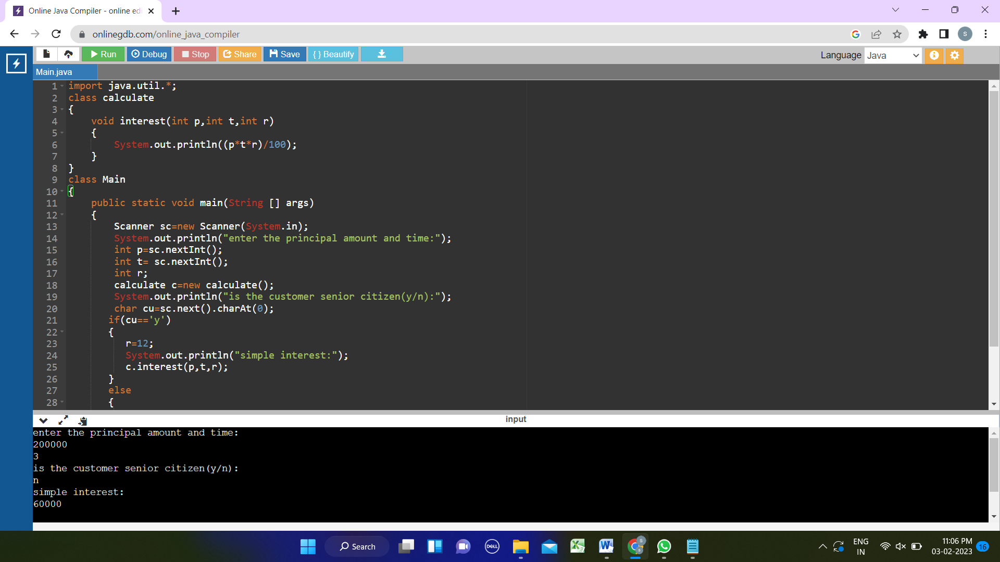 Online Java Compiler - online edi
onlinegdb.com/online_java_compiler
S
Run Debug Stop Share Save { } Beautify
Language Java
Main.java
1 import java.util.*;
2 class calculate
3 {
4 void interest(int p,int t,int r)
5 {
6 System.out.println((p*t*r)/100);
7 }
8 }
9 class Main
10 {
11 public static void main(String [] args)
12 {
13 Scanner sc=new Scanner(System.in);
14 System.out.println("enter the principal amount and time:");
15 int p=sc.nextInt();
16 int t= sc.nextInt();
17 int r;
18 calculate c=new calculate();
19 System.out.println("is the customer senior citizen(y/n):");
20 char cu=sc.next().charAt(0);
21 if(cu=='y')
22 {
23 r=12;
24 System.out.println("simple interest:");
25 c.interest(p,t,r);
26 }
27 else
28 {
input
enter the principal amount and time:
200000
3
is the customer senior citizen(y/n):
n
simple interest:
60000
Search
DELL
ENG
IN
11:06 PM
03-02-2023
16